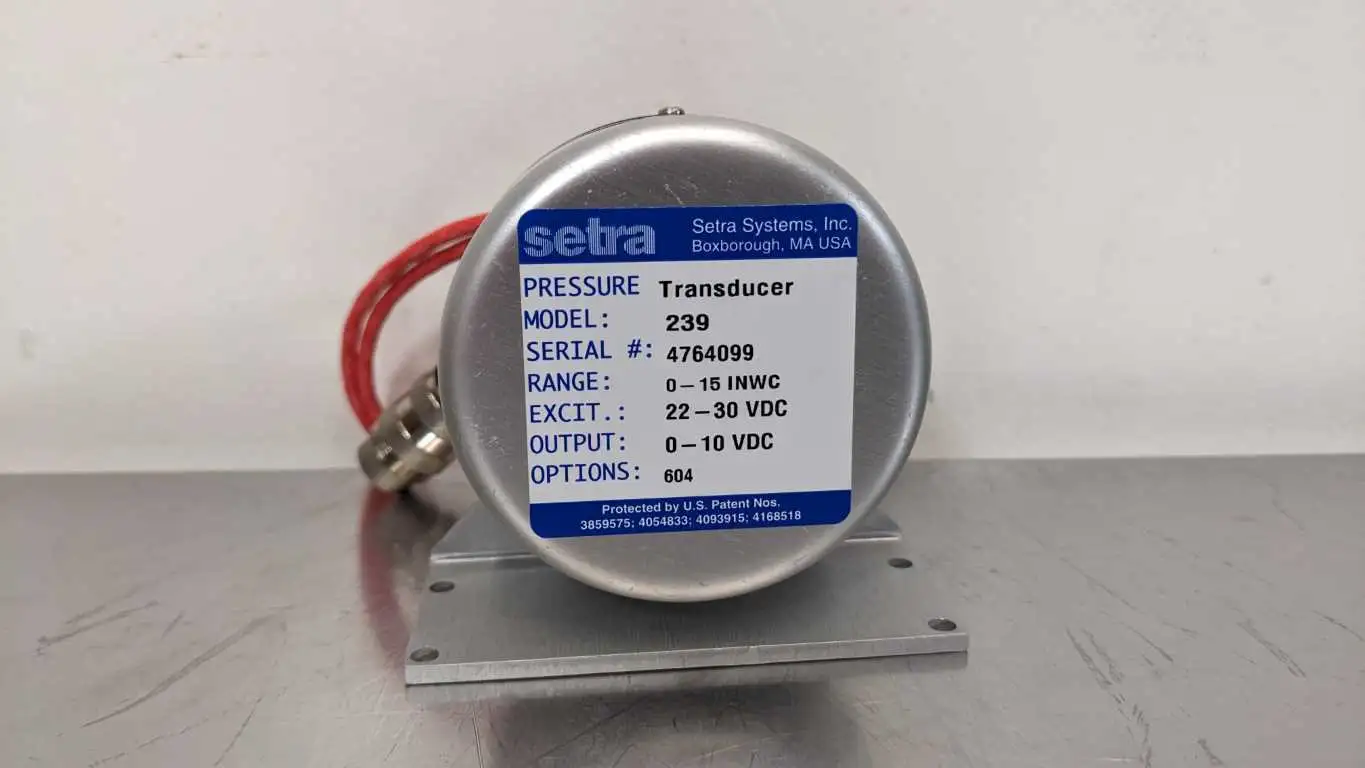 setra
Setra Systems, Inc.
Boxborough, MA USA
PRESSURE Transducer
MODEL: 239
SERIAL #: 4764099
RANGE: 0-15 INWC
EXCIT.: 22-30 VDC
OUTPUT: 0-10 VDC
OPTIONS: 604
Protected by U.S. Patent Nos.
3859575; 4054833; 4093915; 4168518